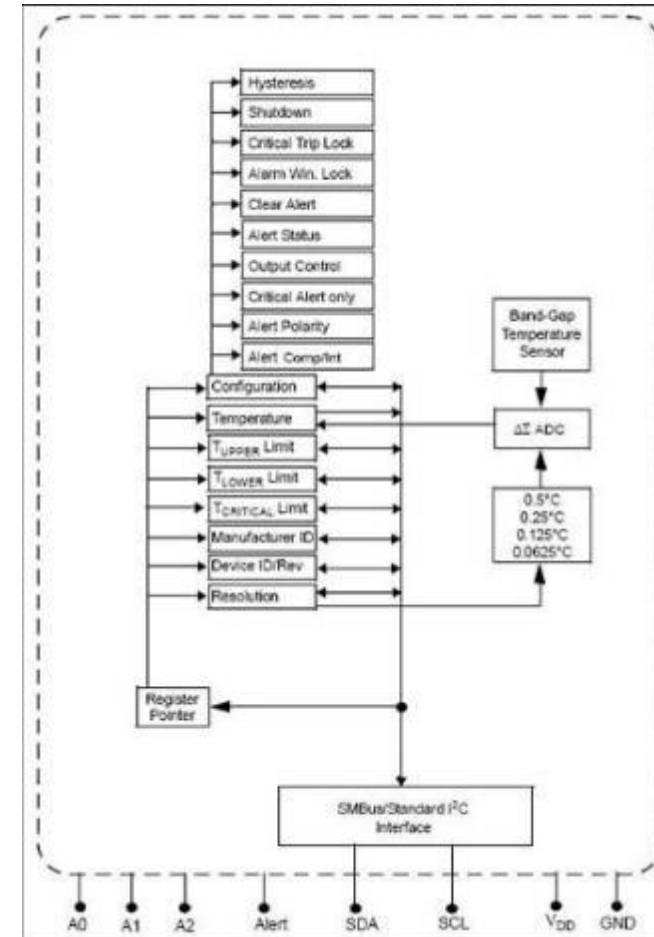 Hysteresis
Shutdown
Critical Trip Lock
Alarm Win. Lock
Clear Alert
Alert Status
Output Control
Critical Alert only
Alert Polarity
Alert Comp/Int
Configuration
Temperature
TUPPER Limit
TLOWER Limit
TCRITICAL Limit
Manufacturer ID
Device ID/Rev
Resolution
Register
Pointer
Band-Gap
Temperature
Sensor
ΔΣ ADC
0.5°C
0.25°C
0.125°C
0.0625°C
SMBus/Standard I²C
Interface
A0 A1 A2 Alert SDA SCL VDD GND